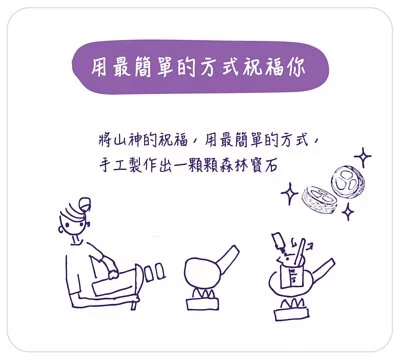 用最簡單的方式祝福你
將山神的祝福，用最簡單的方式，
手工製作出一顆顆森林寶石